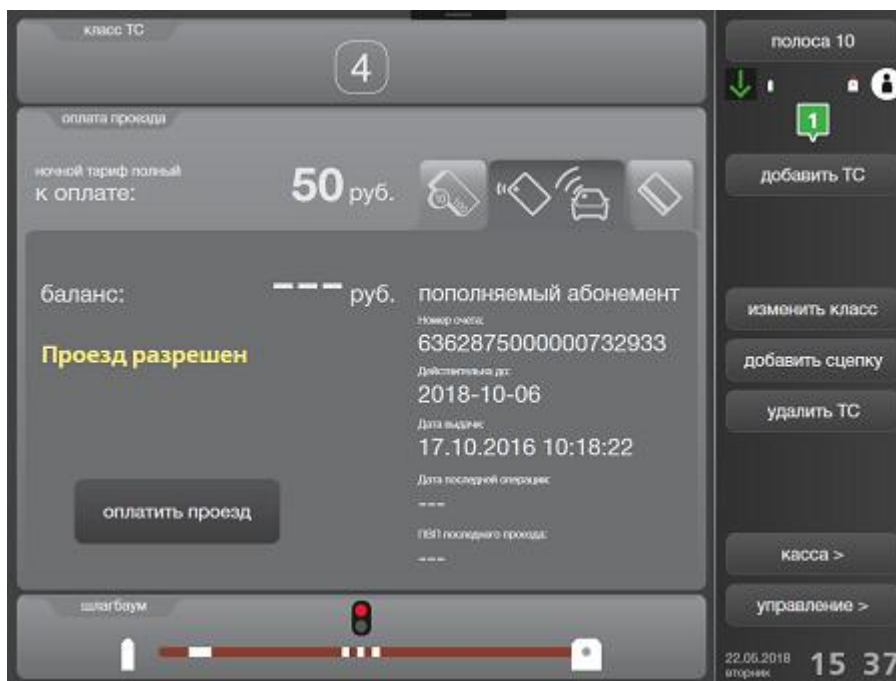 класс ТС
4
оплата проезда
ночной тариф полный
к оплате:
50 руб.
баланс:
--- руб.
Проезд разрешен
оплатить проезд
пополняемый абонемент
Номер счета:
6362875000000732933
Действительна до:
2018-10-06
Дата выдачи:
17.10.2016 10:18:22
Дата последней операции:
---
ПВП последнего проезда:
---
шлагбаум
полоса 10
1
добавить ТС
изменить класс
добавить сцепку
удалить ТС
касса >
управление >
22.05.2018
вторник
15 37